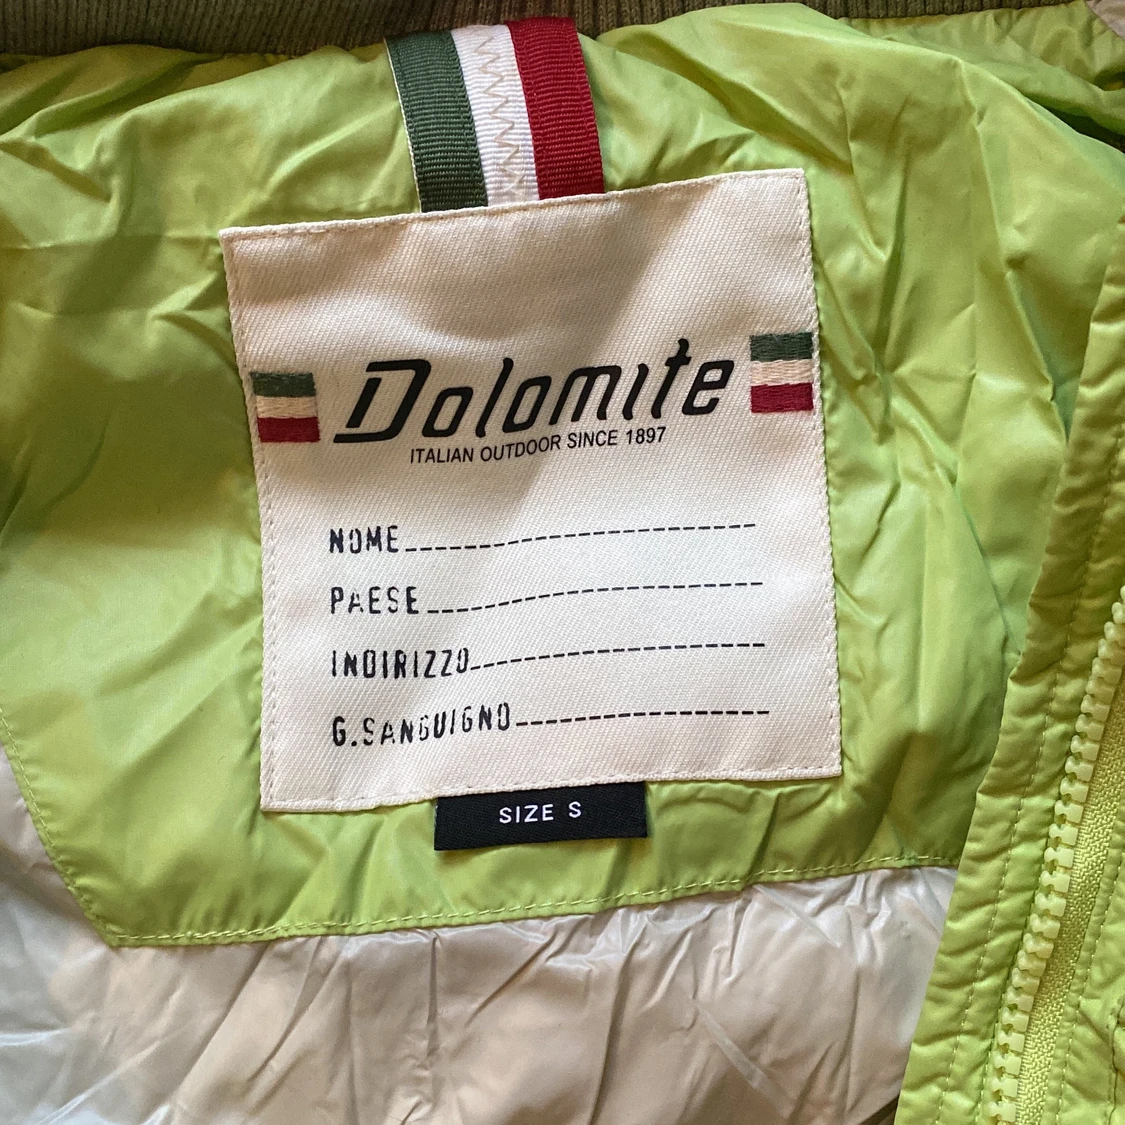 Dolomite
ITALIAN OUTDOOR SINCE 1897
NOME
PAESE
INDIRIZZO
G.SANGUIGNO
SIZE S